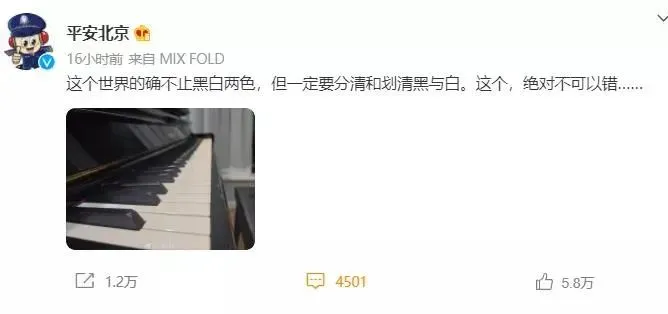 平安北京
16小时前 来自 MIX FOLD
这个世界的确不止黑白两色，但一定要分清和划清黑与白。这个，绝对不可以错......
1.2万 4501 5.8万